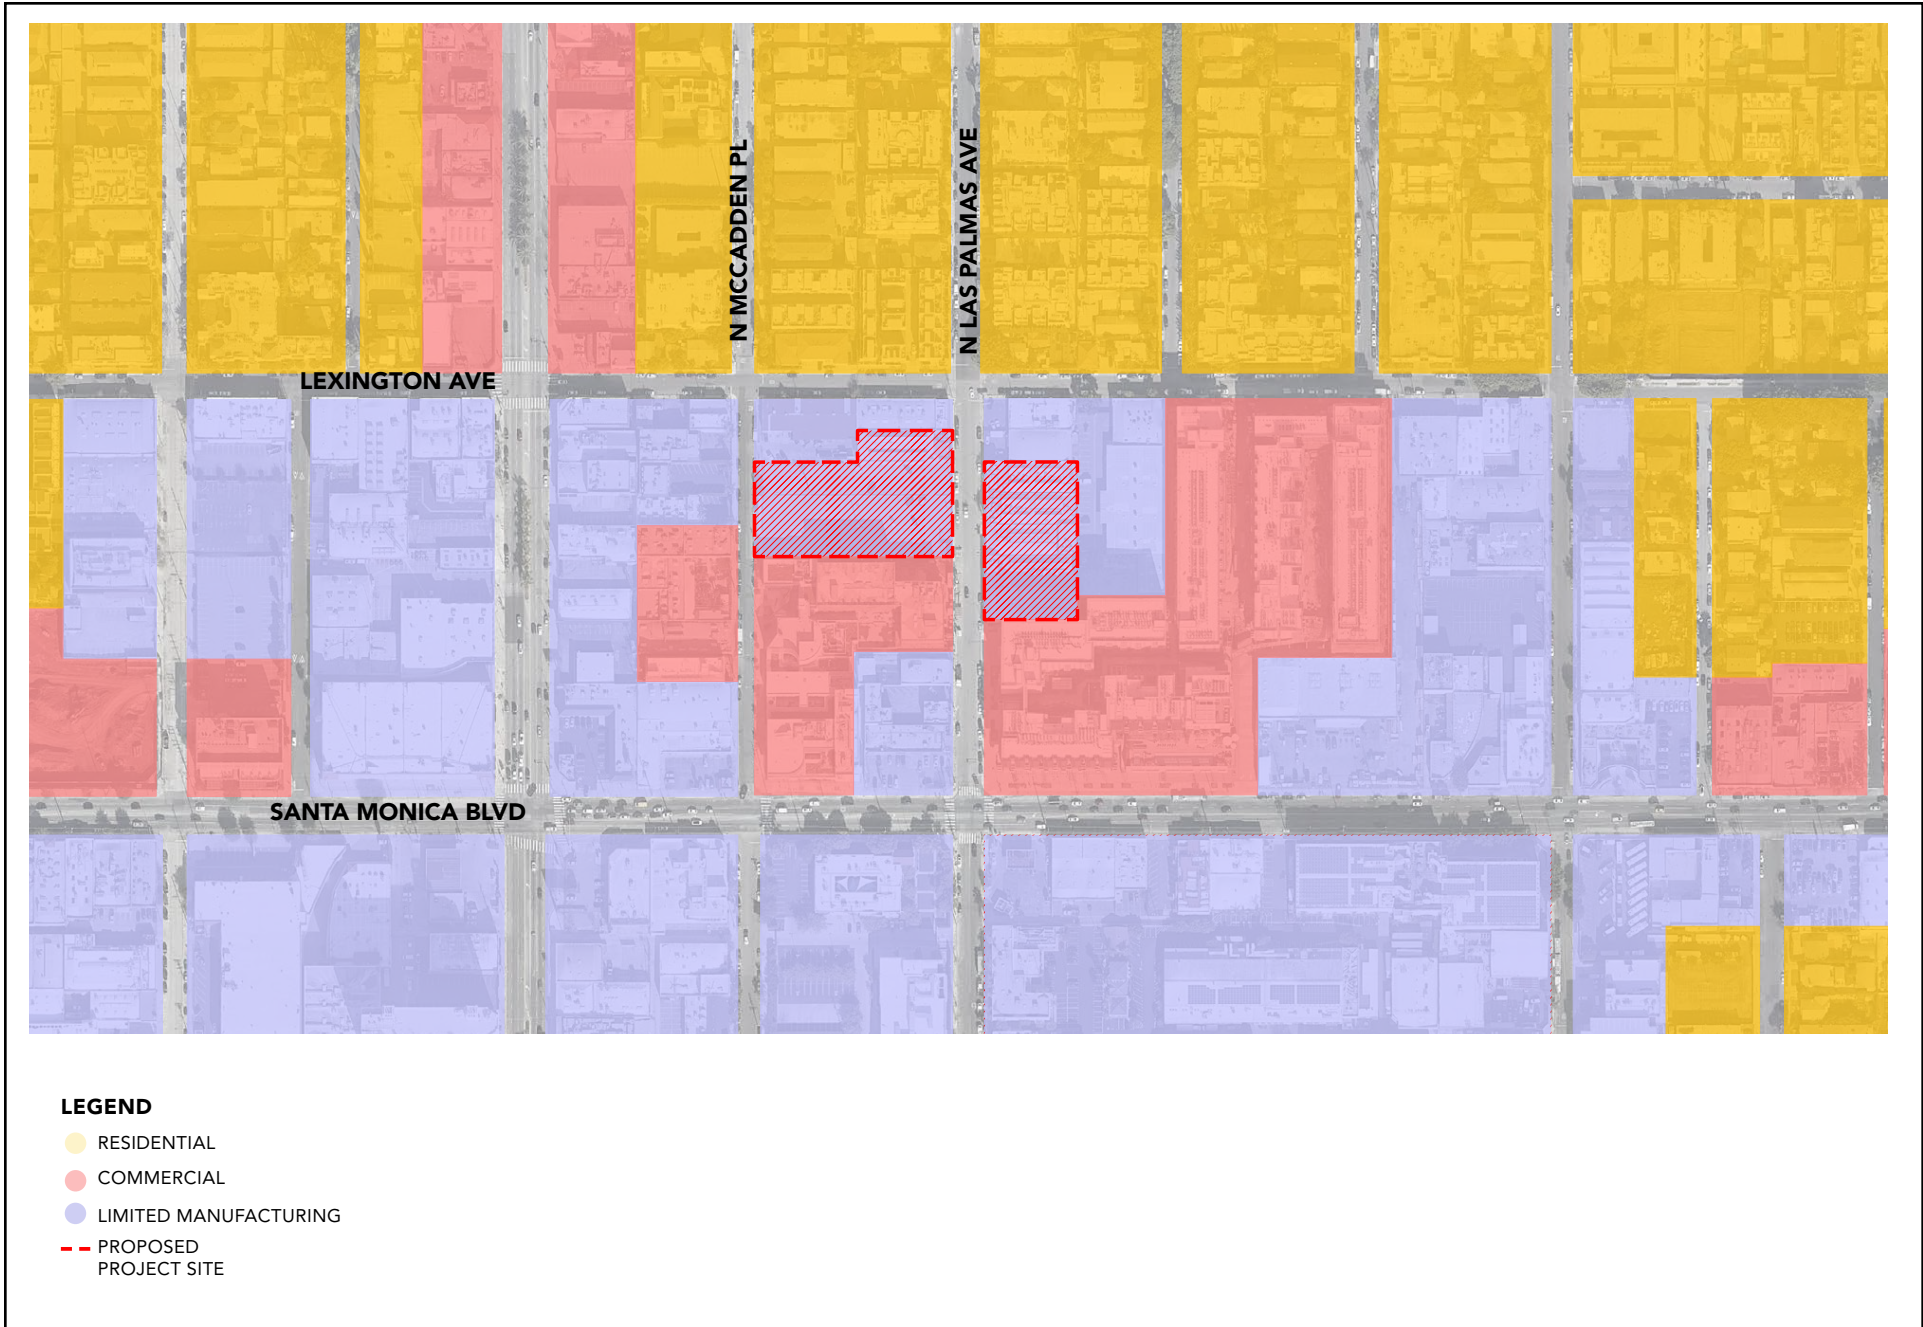 N MCCADDEN PL
N LAS PALMAS AVE
LEXINGTON AVE
SANTA MONICA BLVD
LEGEND
RESIDENTIAL
COMMERCIAL
LIMITED MANUFACTURING
PROPOSED
PROJECT SITE